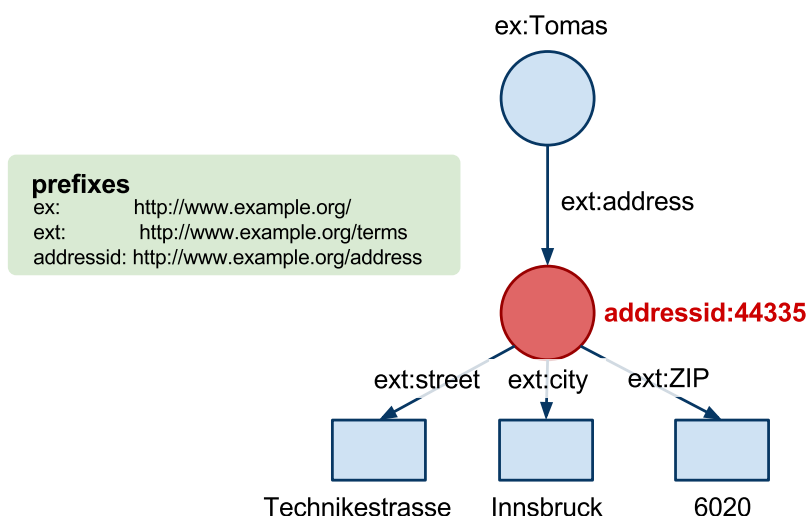 ex:Tomas
prefixes
ex: http://www.example.org/
ext: http://www.example.org/terms
addressid: http://www.example.org/address
ext:address
addressid:44335
ext:street ext:city ext:ZIP
Technikestrasse Innsbruck 6020